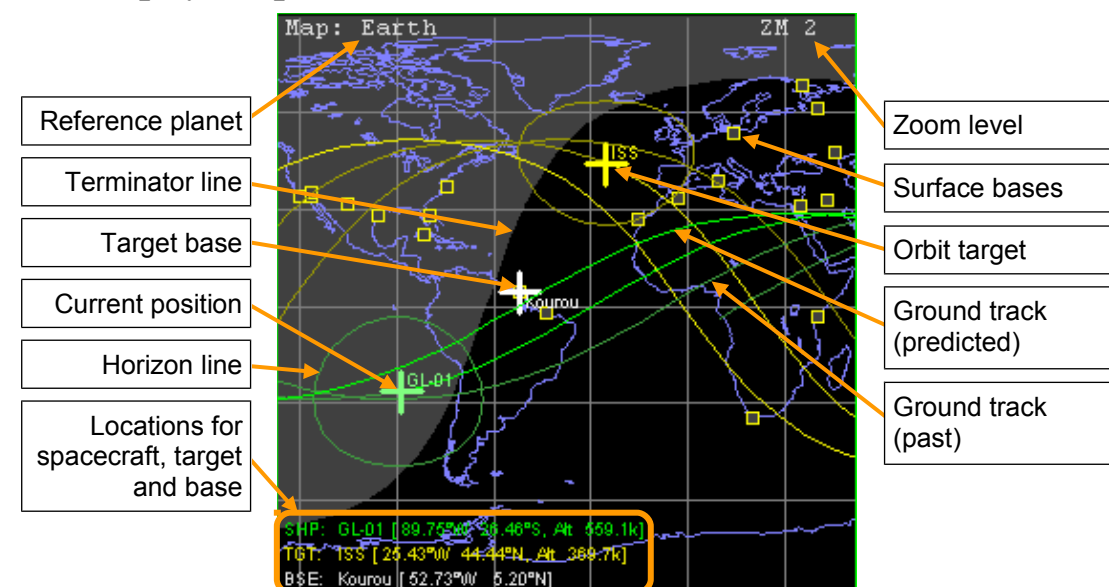 Map: Earth
ZM 2
Reference planet
Terminator line
Target base
Current position
Horizon line
Locations for
spacecraft, target
and base
ISS
Kourou
GL-01
Zoom level
Surface bases
Orbit target
Ground track
(predicted)
Ground track
(past)
SHP: GL-01 [ 89.75°W 26.46°S, Alt 559.1k]
TGT: ISS [ 25.43°W 44.44°N, Alt 369.7k]
BSE: Kourou [ 52.73°W 5.20°N]